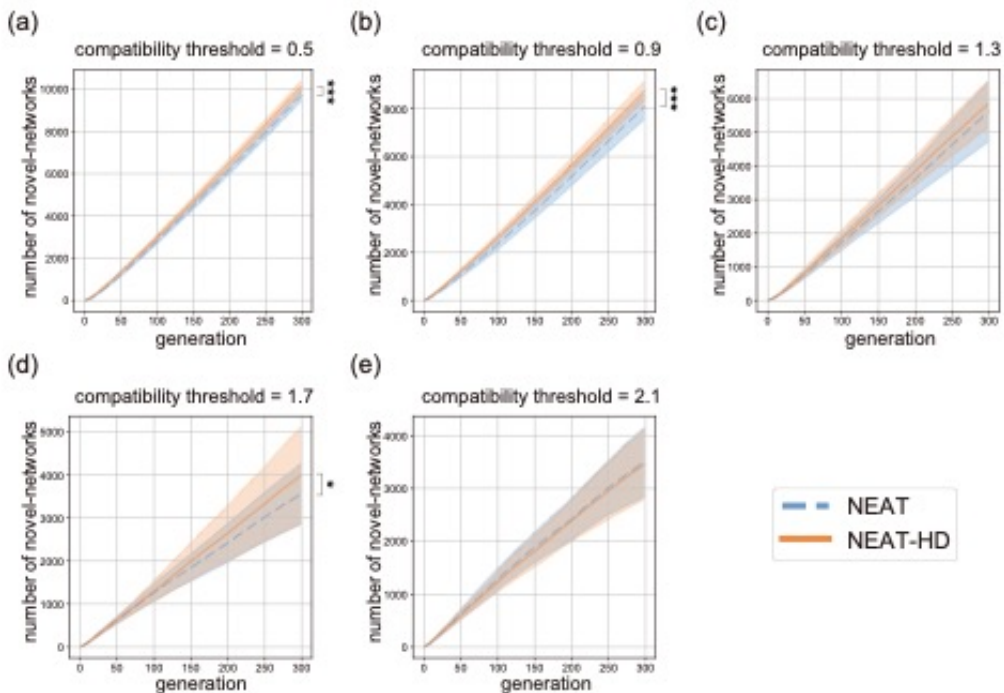 (a)
compatibility threshold = 0.5
number of novel-networks
10000
8000
6000
4000
2000
0
0 50 100 150 200 250 300
generation
***
(b)
compatibility threshold = 0.9
number of novel-networks
8000
6000
4000
2000
0
0 50 100 150 200 250 300
generation
***
(c)
compatibility threshold = 1.3
number of novel-networks
6000
5000
4000
3000
2000
1000
0
0 50 100 150 200 250 300
generation
(d)
compatibility threshold = 1.7
number of novel-networks
5000
4000
3000
2000
1000
0
0 50 100 150 200 250 300
generation
*
(e)
compatibility threshold = 2.1
number of novel-networks
4000
3000
2000
1000
0
0 50 100 150 200 250 300
generation
NEAT
NEAT-HD